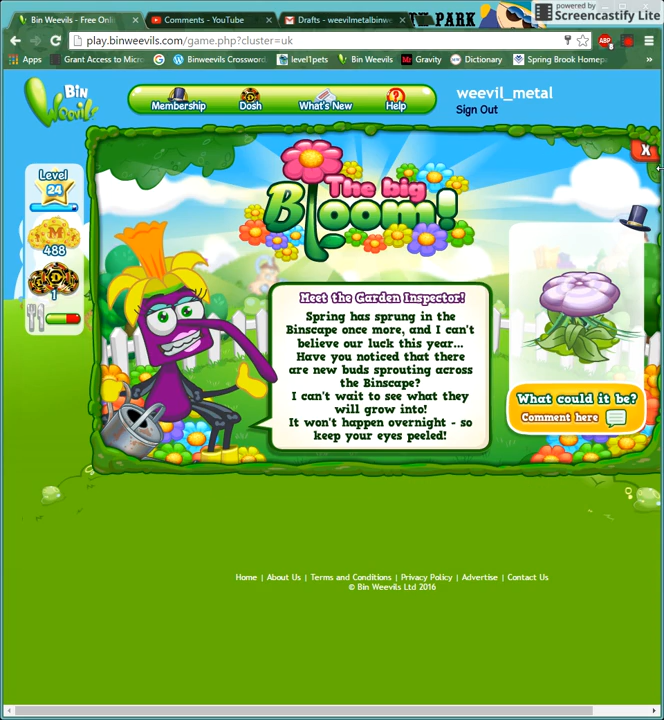 powered by
Screencastify Lite
Bin Weevils - Free Onli
Comments - YouTube
Drafts - weevilmetalbinwe
PARK
play.binweevils.com/game.php?cluster=uk
Apps
Grant Access to Micro
Binweevils Crossword
level1pets
Bin Weevils
Gravity
Dictionary
Spring Brook Homep
»
Bin
Weevils
Membership
Dosh
What's New
Help
weevil_metal
Sign Out
X
Level
24
M
488
D
1
The big
Bloom!
Meet the Garden Inspector!
Spring has sprung in the
Binscape once more, and I can't
believe our luck this year...
Have you noticed that there
are new buds sprouting across
the Binscape?
I can't wait to see what they
will grow into!
It won't happen overnight - so
keep your eyes peeled!
What could it be?
Comment here
Home | About Us | Terms and Conditions | Privacy Policy | Advertise | Contact Us
© Bin Weevils Ltd 2016